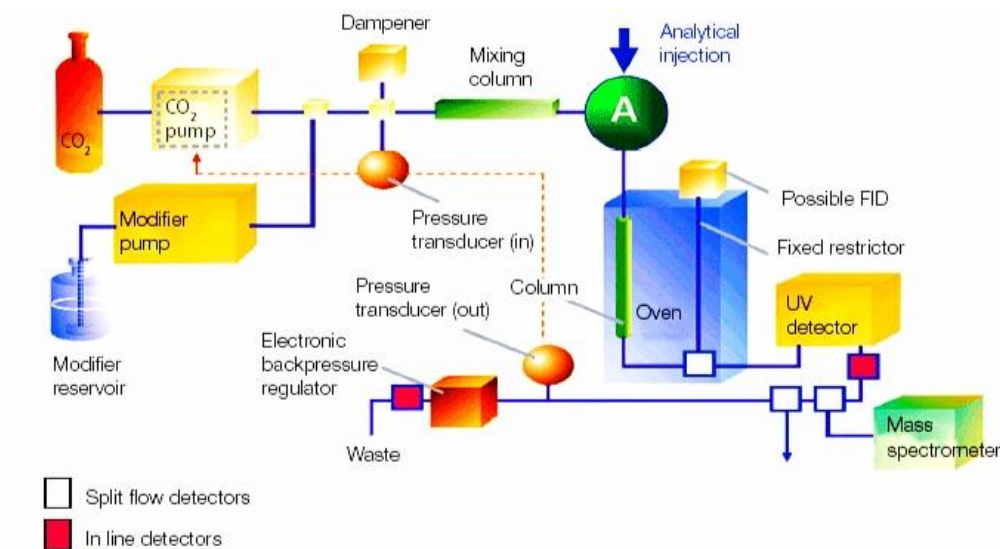 Dampener
Analytical
injection
Mixing
column
A
CO2
pump
CO2
Possible FID
Modifier
pump
Pressure
transducer (in)
Fixed restrictor
Pressure
transducer (out)
Column
Oven
UV
detector
Electronic
backpressure
regulator
Modifier
reservoir
Mass
spectrometer
Waste
Split flow detectors
In line detectors